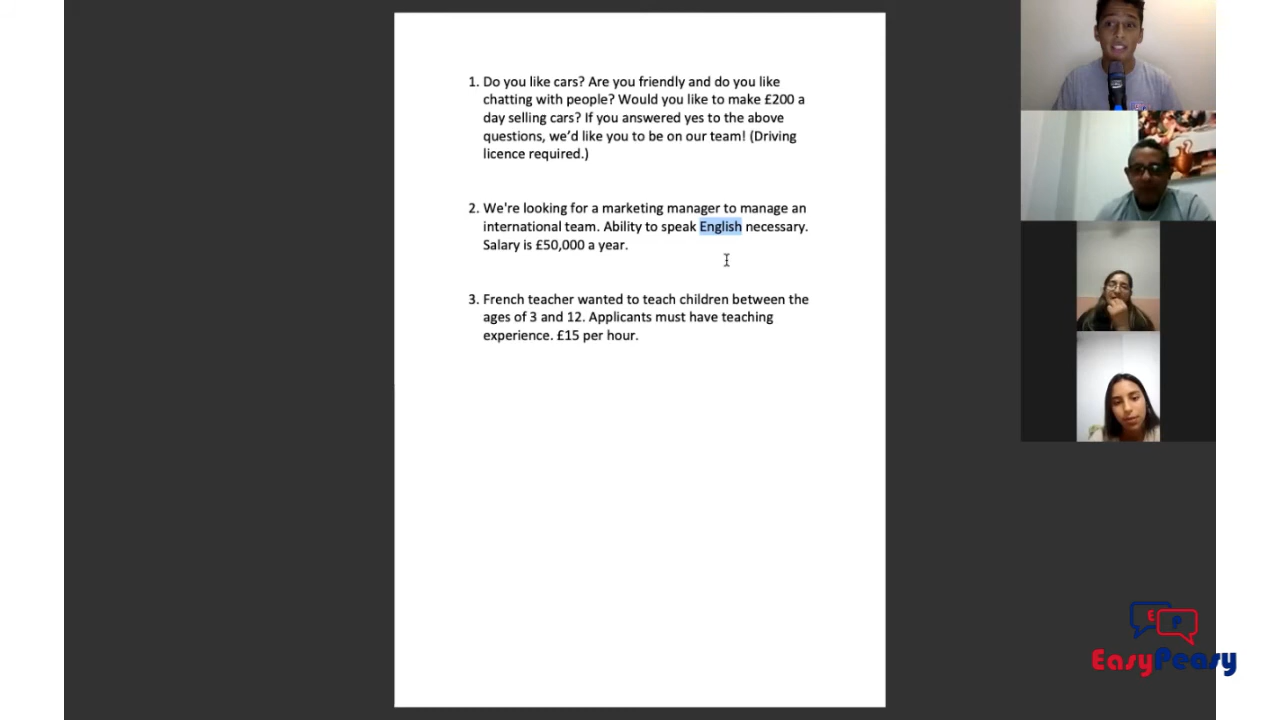 1. Do you like cars? Are you friendly and do you like
chatting with people? Would you like to make £200 a
day selling cars? If you answered yes to the above
questions, we’d like you to be on our team! (Driving
licence required.)
2. We're looking for a marketing manager to manage an
international team. Ability to speak English necessary.
Salary is £50,000 a year.
3. French teacher wanted to teach children between the
ages of 3 and 12. Applicants must have teaching
experience. £15 per hour.
E P
EasyPeasy